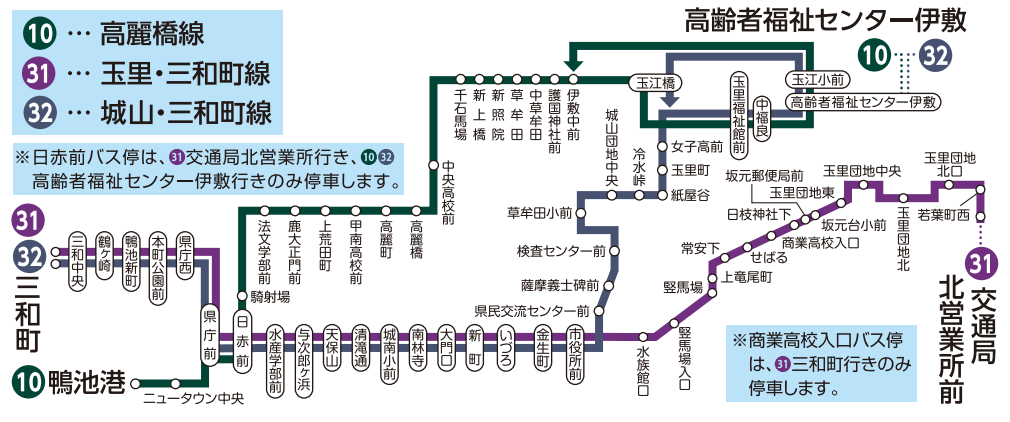 10 … 高麗橋線
31 … 玉里・三和町線
32 … 城山・三和町線
※日赤前バス停は、31交通局北営業所行き、10 32
高齢者福祉センター伊敷行きのみ停車します。
高齢者福祉センター伊敷
10 32
千石馬場
新上橋
新照院
草牟田
中草牟田
護国神社前
伊敷中前
玉江橋
玉里福祉館前
中福良
玉江小前
高齢者福祉センター伊敷
中央高校前
城山団地中央
冷水峠
女子高前
玉里町
紙屋谷
草牟田小前
検査センター前
薩摩義士碑前
県民交流センター前
法文学部前
鹿大正門前
上荒田町
甲南高校前
高麗町
高麗橋
騎射場
31
32
三和町
三和中央
鶴ヶ崎
鴨池新町
本町公園前
県庁西
県庁前
日赤前
水産学部前
与次郎ヶ浜
天保山
清滝通
城南小前
南林寺
大門口
新町
いづろ
金生町
市役所前
水族館口
竪馬場入口
竪馬場
上竜尾町
常安下
せばる
日枝神社下
商業高校入口
坂元郵便局前
玉里団地東
坂元台小前
玉里団地中央
玉里団地北
玉里団地
北口
若葉町西
31
交通局
北営業所前
10 鴨池港
ニュータウン中央
※商業高校入口バス停
は、31三和町行きのみ
停車します。